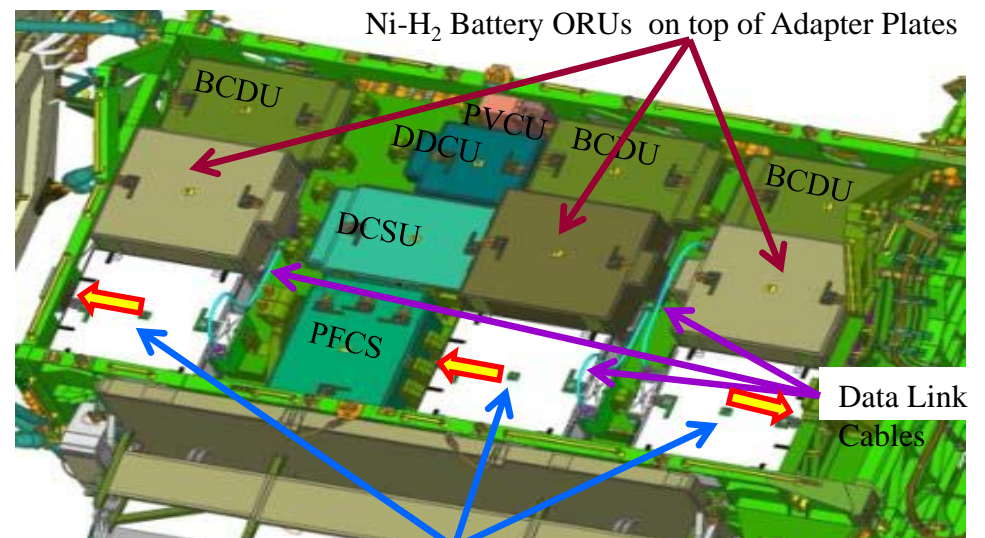 Ni-H₂ Battery ORUs on top of Adapter Plates
BCDU
PVCU
DDCU
BCDU
BCDU
DCSU
PFCS
Data Link
Cables